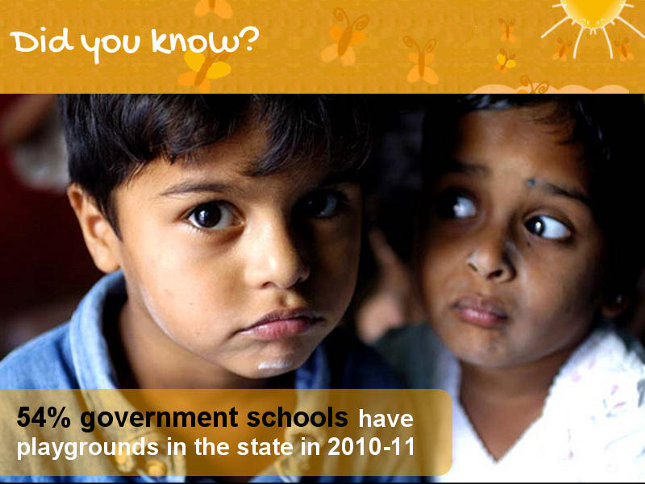 Did you know?
54% government schools have
playgrounds in the state in 2010-11